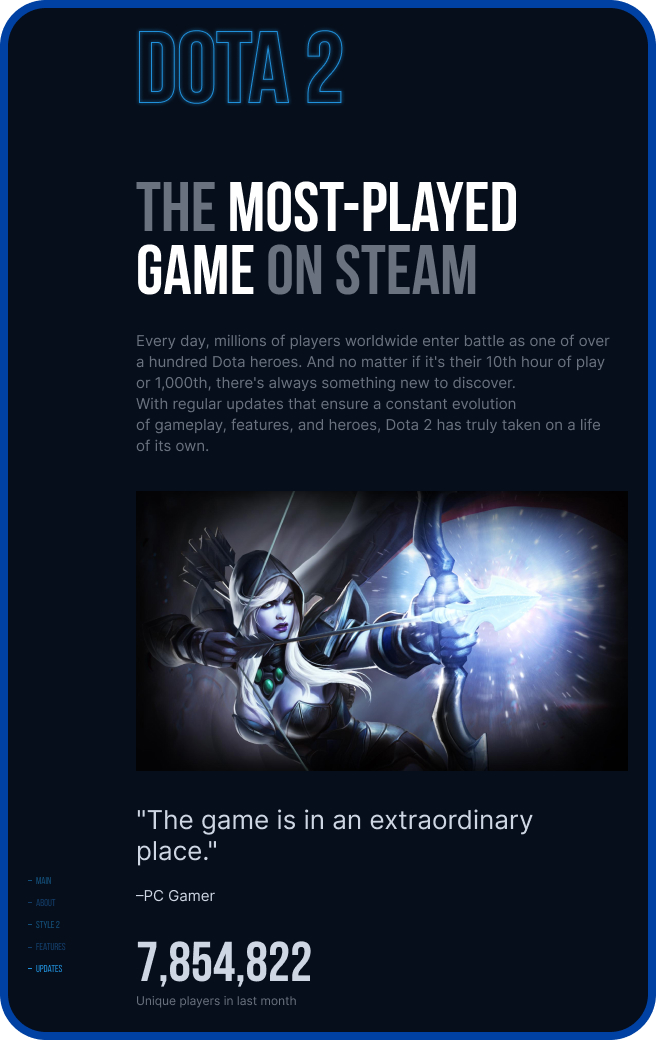 DOTA 2
THE MOST-PLAYED
GAME ON STEAM
Every day, millions of players worldwide enter battle as one of over
a hundred Dota heroes. And no matter if it's their 10th hour of play
or 1,000th, there's always something new to discover.
With regular updates that ensure a constant evolution
of gameplay, features, and heroes, Dota 2 has truly taken on a life
of its own.
"The game is in an extraordinary
place."
–PC Gamer
7,854,822
Unique players in last month
– MAIN
– ABOUT
– STYLE 2
– FEATURES
– UPDATES